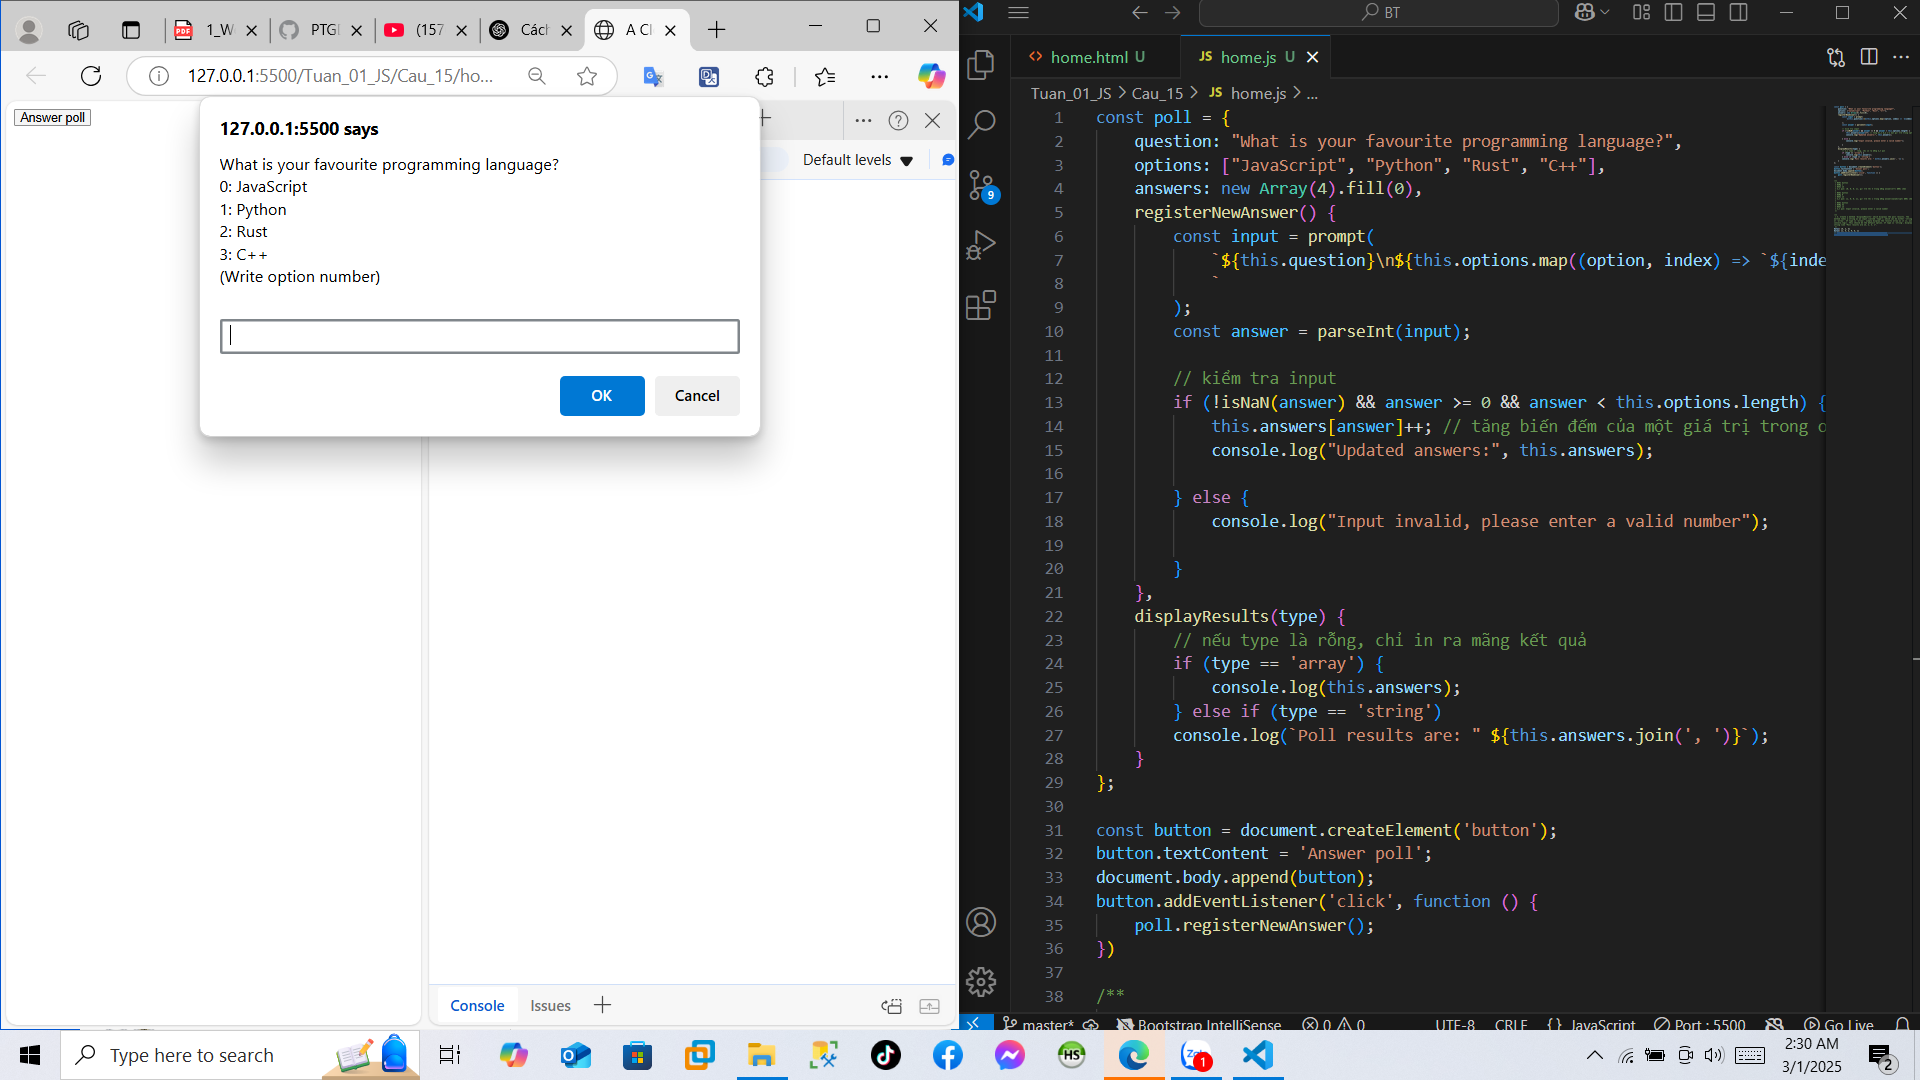 1_W
PTGI
(157
Cách
A Cl
127.0.0.1:5500/Tuan_01_JS/Cau_15/ho...
Answer poll
127.0.0.1:5500 says
What is your favourite programming language?
0: JavaScript
1: Python
2: Rust
3: C++
(Write option number)
OK
Cancel
Default levels
Console
Issues
BT
home.html U
JS home.js U
Tuan_01_JS > Cau_15 > JS home.js > ...
9
1 const poll = {
2 question: "What is your favourite programming language?",
3 options: ["JavaScript", "Python", "Rust", "C++"],
4 answers: new Array(4).fill(0),
5 registerNewAnswer() {
6 const input = prompt(
7 `${this.question}\n${this.options.map((option, index) => `${inde
8 `
9 );
10 const answer = parseInt(input);
11
12 // kiểm tra input
13 if (!isNaN(answer) && answer >= 0 && answer < this.options.length) {
14 this.answers[answer]++; // tăng biến đếm của một giá trị trong
15 console.log("Updated answers:", this.answers);
16
17 } else {
18 console.log("Input invalid, please enter a valid number");
19
20 }
21 },
22 displayResults(type) {
23 // nếu type là rỗng, chỉ in ra mãng kết quả
24 if (type == 'array') {
25 console.log(this.answers);
26 } else if (type == 'string')
27 console.log(`Poll results are: " ${this.answers.join(', ')}`);
28 }
29 };
30
31 const button = document.createElement('button');
32 button.textContent = 'Answer poll';
33 document.body.append(button);
34 button.addEventListener('click', function () {
35 poll.registerNewAnswer();
36 })
37
38 /**
master* Bootstrap IntelliSense 0 0 UTF-8 CRLF {} JavaScript Port : 5500 Go Live
Type here to search
HS
1
2:30 AM
3/1/2025
2